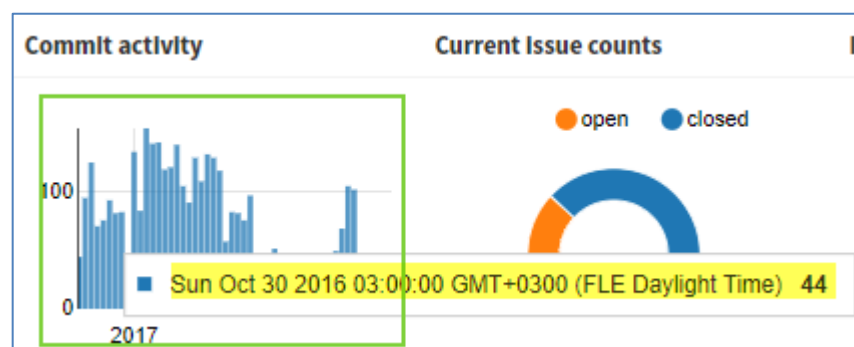 Commit activity
Current issue counts
open closed
100
Sun Oct 30 2016 03:00:00 GMT+0300 (FLE Daylight Time) 44
0
2017